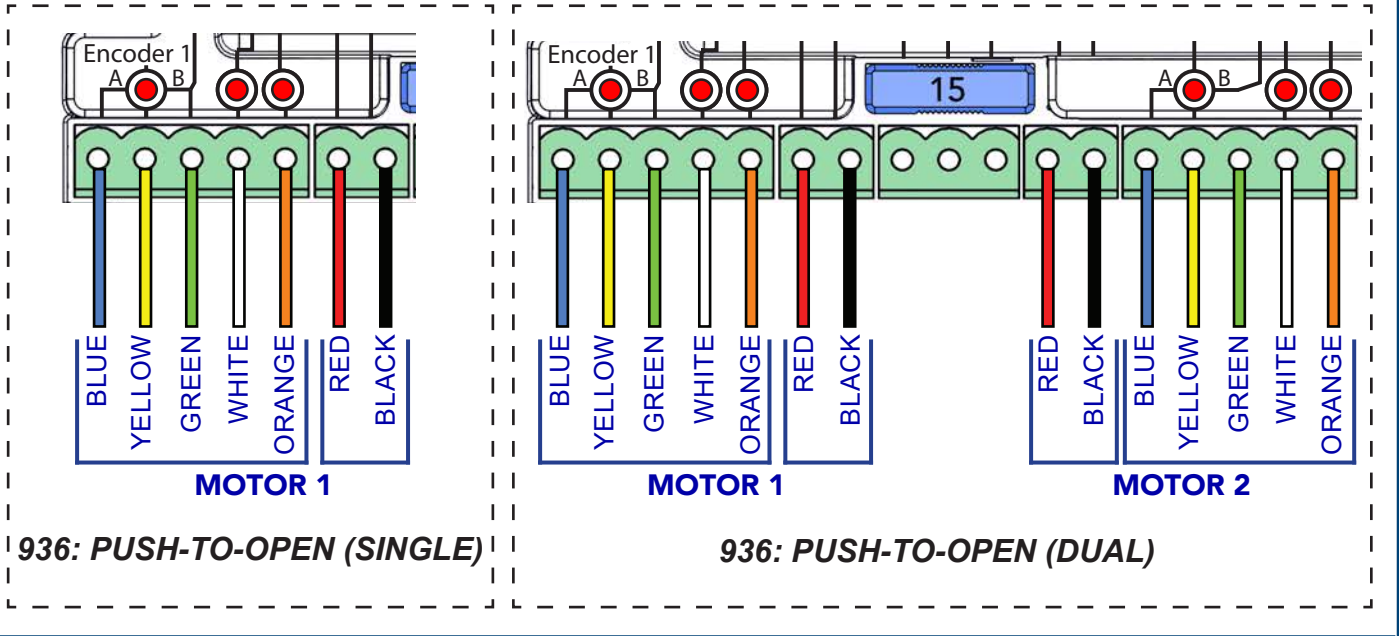 Encoder 1
A B
BLUE
YELLOW
GREEN
WHITE
ORANGE
RED
BLACK
MOTOR 1
936: PUSH-TO-OPEN (SINGLE)
Encoder 1
A B
15
A B
BLUE
YELLOW
GREEN
WHITE
ORANGE
RED
BLACK
RED
BLACK
BLUE
YELLOW
GREEN
WHITE
ORANGE
MOTOR 1
MOTOR 2
936: PUSH-TO-OPEN (DUAL)